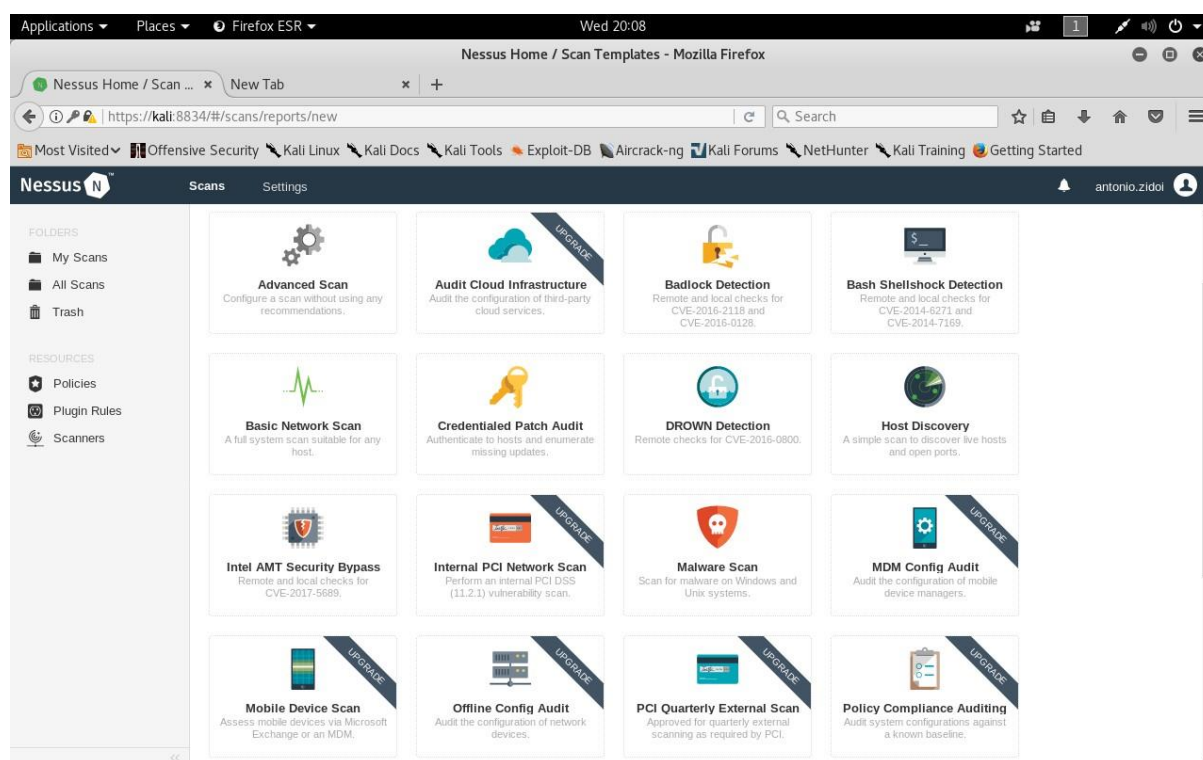 Applications Places Firefox ESR Wed 20:08 1
Nessus Home / Scan Templates - Mozilla Firefox
Nessus Home / Scan ... New Tab
https://kali:8834/#/scans/reports/new Search
Most Visited Offensive Security Kali Linux Kali Docs Kali Tools Exploit-DB Aircrack-ng Kali Forums NetHunter Kali Training Getting Started
Nessus N Scans Settings antonio.zidoi
FOLDERS
My Scans
All Scans
Trash
RESOURCES
Policies
Plugin Rules
Scanners
Advanced Scan
Configure a scan without using any
recommendations.
UPGRADE
Audit Cloud Infrastructure
Audit the configuration of third-party
cloud services.
Badlock Detection
Remote and local checks for
CVE-2016-2118 and
CVE-2016-0128.
$_
Bash Shellshock Detection
Remote and local checks for
CVE-2014-6271 and
CVE-2014-7169.
Basic Network Scan
A full system scan suitable for any
host.
Credentialed Patch Audit
Authenticate to hosts and enumerate
missing updates.
DROWN Detection
Remote checks for CVE-2016-0800.
Host Discovery
A simple scan to discover live hosts
and open ports.
Intel AMT Security Bypass
Remote and local checks for
CVE-2017-5689.
UPGRADE
Internal PCI Network Scan
Perform an internal PCI DSS
(11.2.1) vulnerability scan.
Malware Scan
Scan for malware on Windows and
Unix systems.
UPGRADE
MDM Config Audit
Audit the configuration of mobile
device managers.
UPGRADE
Mobile Device Scan
Assess mobile devices via Microsoft
Exchange or an MDM.
UPGRADE
Offline Config Audit
Audit the configuration of network
devices.
UPGRADE
PCI Quarterly External Scan
Approved for quarterly external
scanning as required by PCI.
UPGRADE
Policy Compliance Auditing
Audit system configurations against
a known baseline.